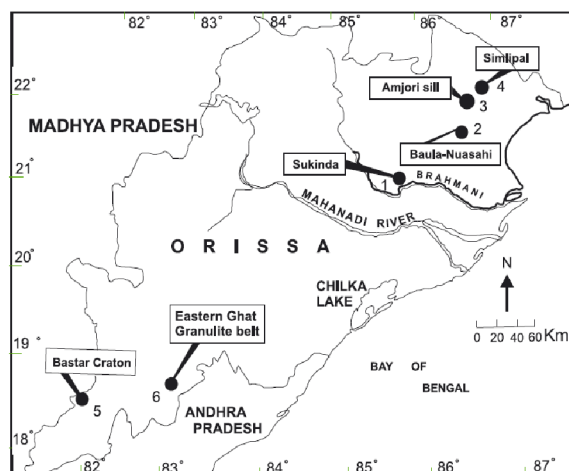 82° 83° 84° 85° 86° 87°
Simlipal
22°
Amjori sill
4
3
MADHYA PRADESH
2
Baula-Nuasahi
Sukinda
21°
1
BRAHMANI
MAHANADI RIVER
ORISSA
20°
CHILKA
LAKE
N
Eastern Ghat
Granulite belt
0 20 40 60 Km
19°
Bastar Craton
BAY OF
BENGAL
6
5
ANDHRA
PRADESH
18°
82 83 84 85 86 87